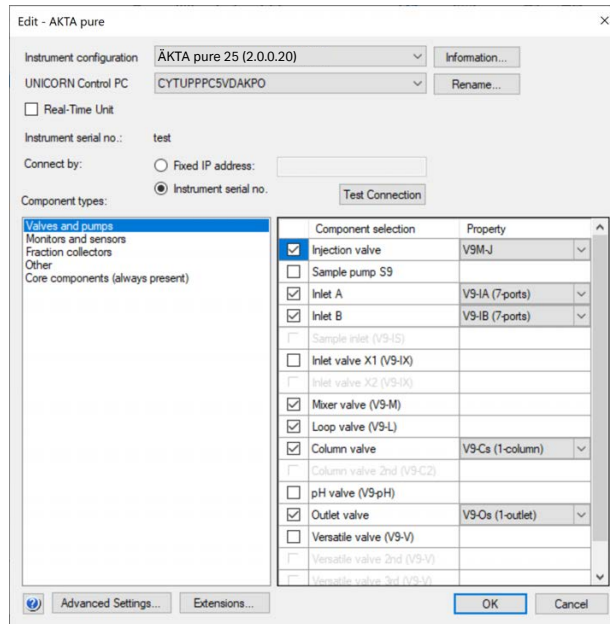 Edit - AKTA pure
Instrument configuration ÄKTA pure 25 (2.0.0.20) Information...
UNICORN Control PC CYTUPPPC5VDAKPO Rename...
Real-Time Unit
Instrument serial no.: test
Connect by: Fixed IP address:
Instrument serial no. Test Connection
Component types:
Valves and pumps
Monitors and sensors
Fraction collectors
Other
Core components (always present)
Component selection Property
Injection valve V9M-J
Sample pump S9
Inlet A V9-IA (7-ports)
Inlet B V9-IB (7-ports)
Sample inlet (V9-IS)
Inlet valve X1 (V9-IX)
Inlet valve X2 (V9-IX)
Mixer valve (V9-M)
Loop valve (V9-L)
Column valve V9-Cs (1-column)
Column valve 2nd (V9-C2)
pH valve (V9-pH)
Outlet valve V9-Os (1-outlet)
Versatile valve (V9-V)
Versatile valve 2nd (V9-V)
Versatile valve 3rd (V9-V)
Advanced Settings... Extensions... OK Cancel